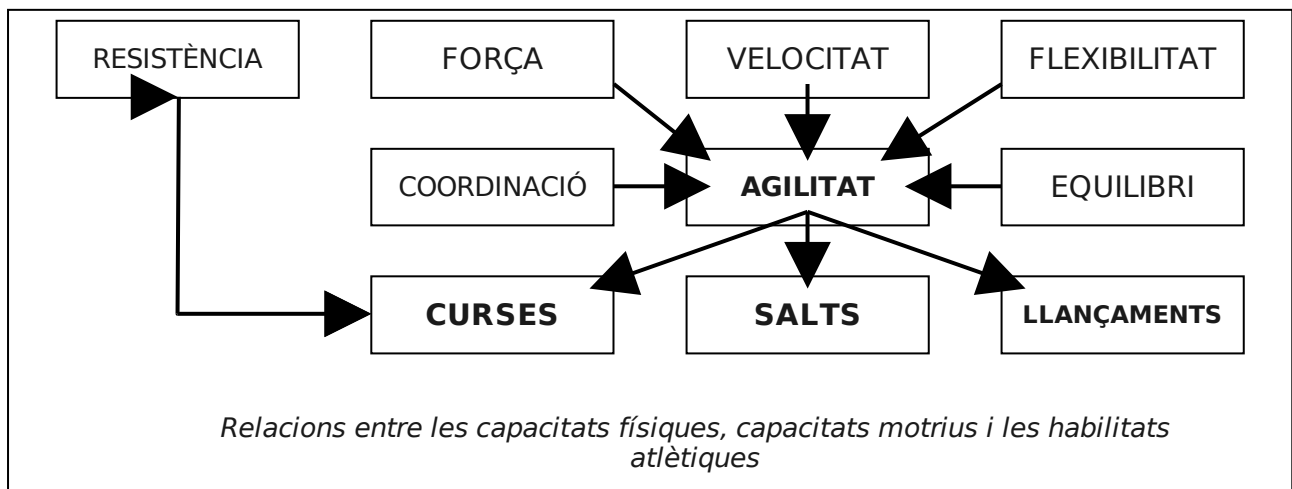 RESISTÈNCIA
FORÇA
VELOCITAT
FLEXIBILITAT
COORDINACIÓ
AGILITAT
EQUILIBRI
CURSES
SALTS
LLANÇAMENTS
Relacions entre les capacitats físiques, capacitats motrius i les habilitats
atlètiques